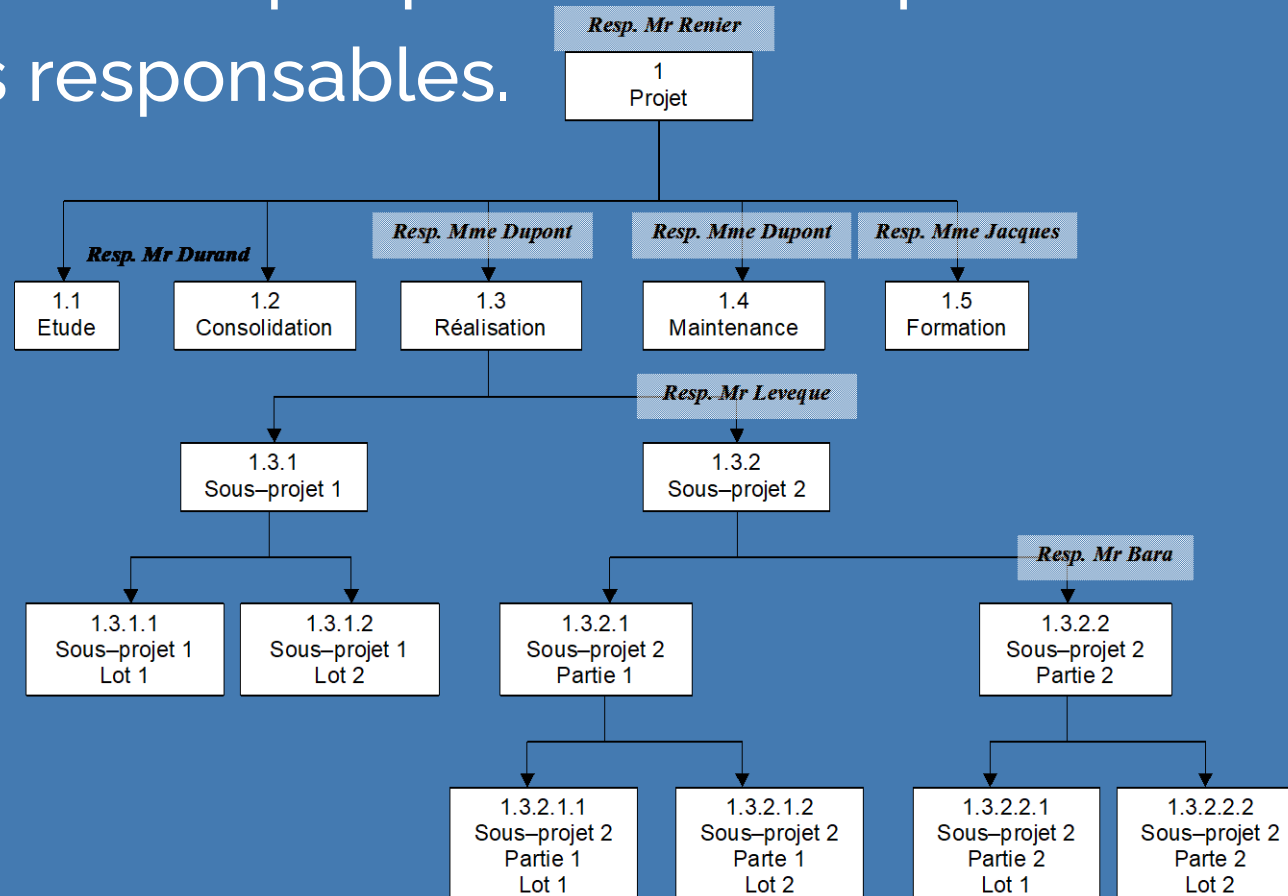 Resp. Mr Renier
s responsables.
1
Projet
Resp. Mr Durand
Resp. Mme Dupont
Resp. Mme Dupont
Resp. Mme Jacques
1.1
Etude
1.2
Consolidation
1.3
Réalisation
1.4
Maintenance
1.5
Formation
Resp. Mr Leveque
1.3.1
Sous–projet 1
1.3.2
Sous–projet 2
Resp. Mr Bara
1.3.1.1
Sous–projet 1
Lot 1
1.3.1.2
Sous–projet 1
Lot 2
1.3.2.1
Sous–projet 2
Partie 1
1.3.2.2
Sous–projet 2
Partie 2
1.3.2.1.1
Sous–projet 2
Partie 1
Lot 1
1.3.2.1.2
Sous–projet 2
Parte 1
Lot 2
1.3.2.2.1
Sous–projet 2
Partie 2
Lot 1
1.3.2.2.2
Sous–projet 2
Parte 2
Lot 2